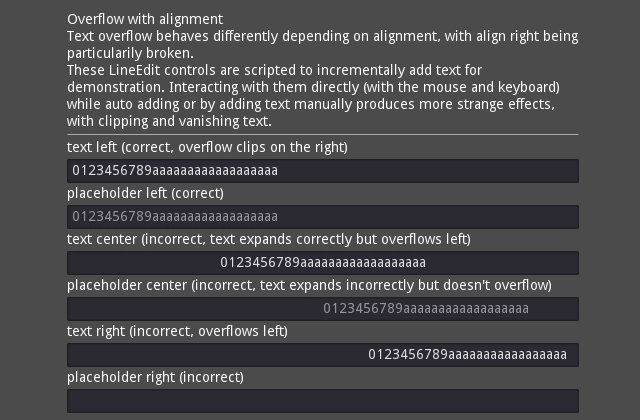 Overflow with alignment
Text overflow behaves differently depending on alignment, with align right being
particularily broken.
These LineEdit controls are scripted to incrementally add text for
demonstration. Interacting with them directly (with the mouse and keyboard)
while auto adding or by adding text manually produces more strange effects,
with clipping and vanishing text.
text left (correct, overflow clips on the right)
0123456789aaaaaaaaaaaaaaaaaa
placeholder left (correct)
0123456789aaaaaaaaaaaaaaaaaa
text center (incorrect, text expands correctly but overflows left)
0123456789aaaaaaaaaaaaaaaaaa
placeholder center (incorrect, text expands incorrectly but doesn't overflow)
0123456789aaaaaaaaaaaaaaaaaa
text right (incorrect, overflows left)
0123456789aaaaaaaaaaaaaaaaa
placeholder right (incorrect)